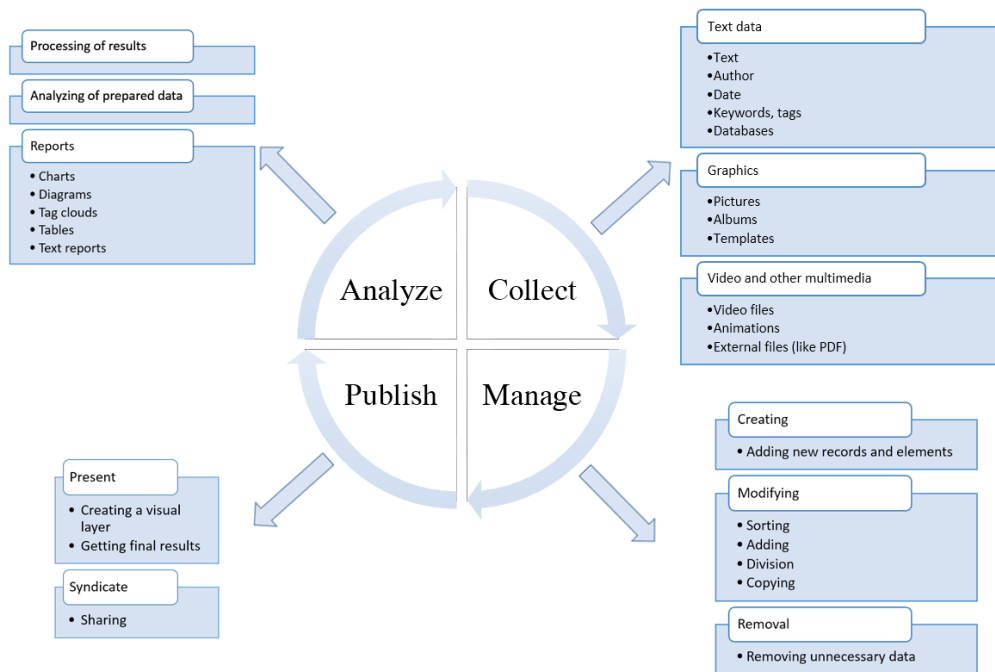 Processing of results
Analyzing of prepared data
Reports
• Charts
• Diagrams
• Tag clouds
• Tables
• Text reports
Text data
•Text
•Author
•Date
•Keywords, tags
•Databases
Graphics
•Pictures
•Albums
•Templates
Video and other multimedia
•Video files
•Animations
•External files (like PDF)
Analyze
Collect
Publish
Manage
Present
• Creating a visual
layer
• Getting final results
Syndicate
• Sharing
Creating
• Adding new records and elements
Modifying
• Sorting
• Adding
• Division
• Copying
Removal
• Removing unnecessary data